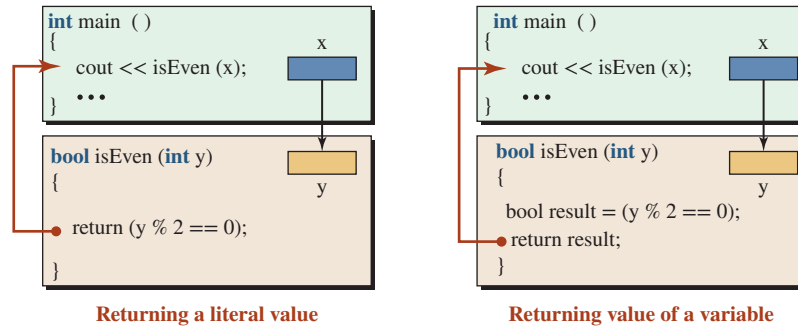 int main ( )
{
x
cout << isEven (x);
•••
}
bool isEven (int y)
{
y
return (y % 2 == 0);
}
Returning a literal value
int main ( )
{
x
cout << isEven (x);
•••
}
bool isEven (int y)
{
y
bool result = (y % 2 == 0);
return result;
}
Returning value of a variable